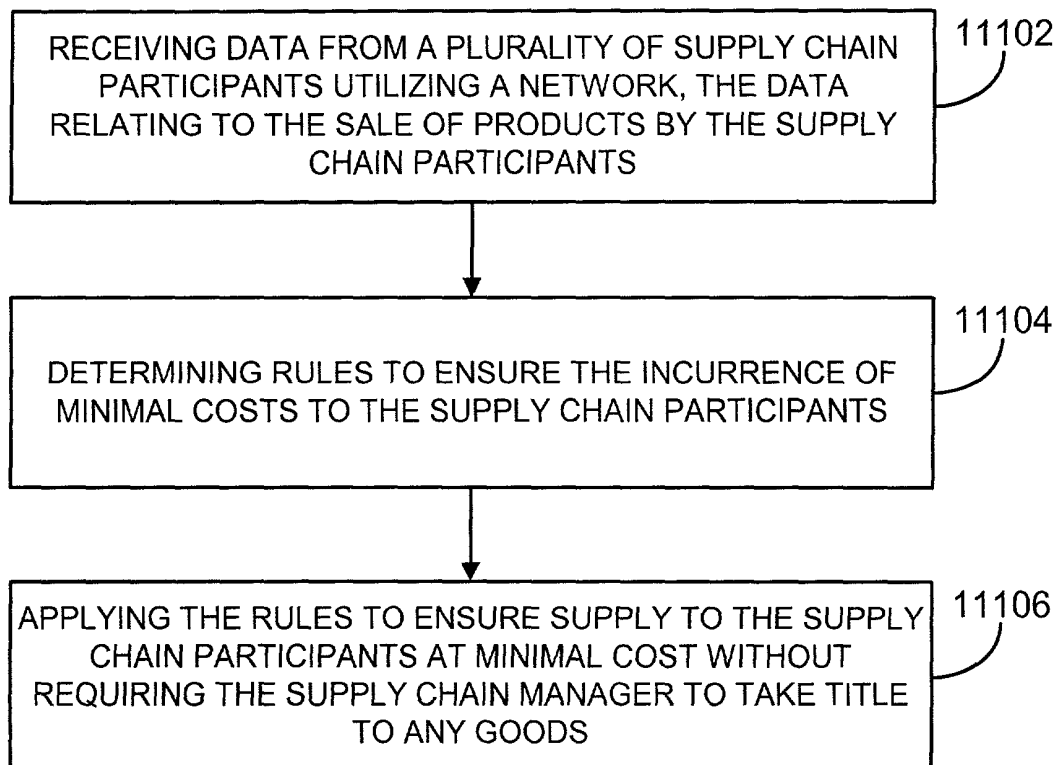 RECEIVING DATA FROM A PLURALITY OF SUPPLY CHAIN
PARTICIPANTS UTILIZING A NETWORK, THE DATA
RELATING TO THE SALE OF PRODUCTS BY THE SUPPLY
CHAIN PARTICIPANTS
11102
DETERMINING RULES TO ENSURE THE INCURRENCE OF
MINIMAL COSTS TO THE SUPPLY CHAIN PARTICIPANTS
11104
APPLYING THE RULES TO ENSURE SUPPLY TO THE SUPPLY
CHAIN PARTICIPANTS AT MINIMAL COST WITHOUT
REQUIRING THE SUPPLY CHAIN MANAGER TO TAKE TITLE
TO ANY GOODS
11106